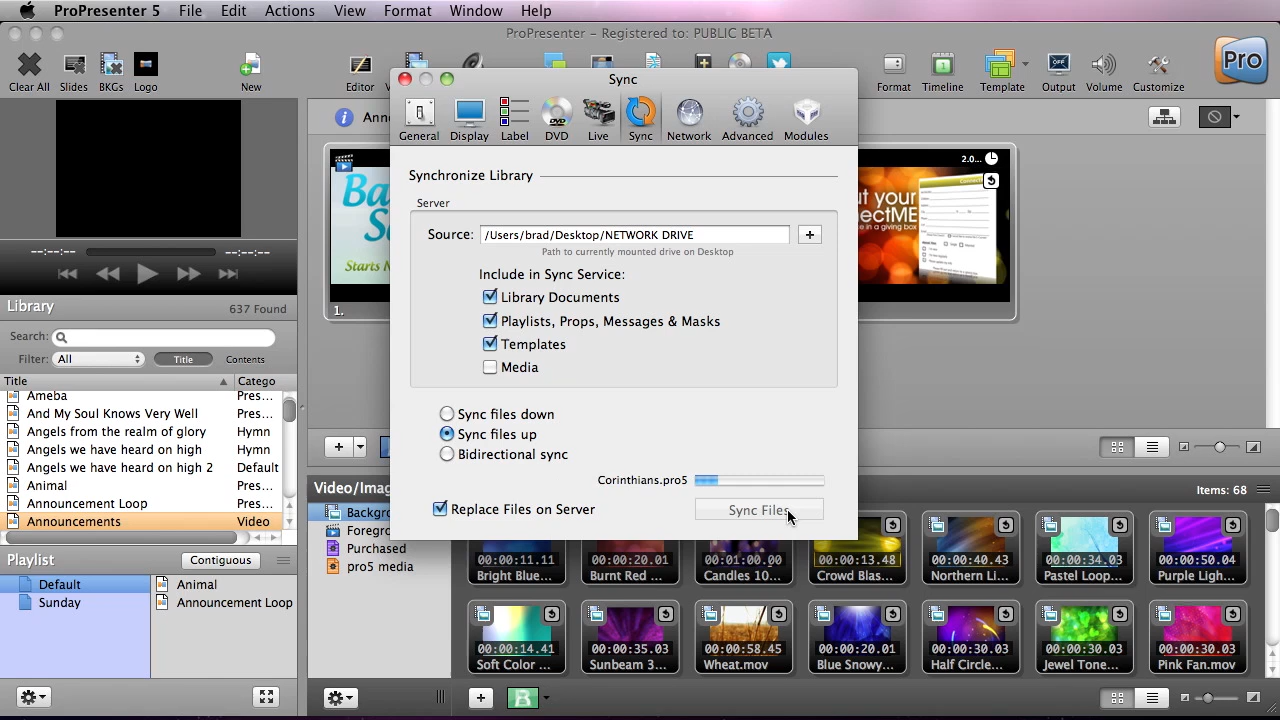 ProPresenter 5 File Edit Actions View Format Window Help
ProPresenter – Registered to: PUBLIC BETA
Clear All Slides BKGs Logo New Editor Format Timeline Template Output Volume Customize
Pro
Sync
General Display Label DVD Live Sync Network Advanced Modules
Synchronize Library
Server
Source: /Users/brad/Desktop/NETWORK DRIVE +
Path to currently mounted drive on Desktop
Include in Sync Service:
Library Documents
Playlists, Props, Messages & Masks
Templates
Media
Sync files down
Sync files up
Bidirectional sync
Corinthians.pro5
Replace Files on Server
Sync Files
2.0...
1.
--:--:-- --:--:--
Library 637 Found
Search:
Filter: All Title Contents
Title Catego
Ameba Pres...
And My Soul Knows Very Well Pres...
Angels from the realm of glory Hymn
Angels we have heard on high Hymn
Angels we have heard on high 2 Default
Animal Pres...
Announcement Loop Pres...
Announcements Video
Playlist Contiguous
Default
Sunday
Animal
Announcement Loop
Video/Imag
Items: 68
Backgro
Foregro
Purchased
pro5 media
00:00:11.11 00:00:20.01 00:01:00.00 00:00:13.48 00:00:40.43 00:00:34.03 00:00:50.04
Bright Blue... Burnt Red ... Candles 10... Crowd Blas... Northern Li... Pastel Loop... Purple Ligh...
00:00:14.41 00:00:35.03 00:00:58.45 00:00:20.01 00:00:30.03 00:00:30.03 00:00:30.03
Soft Color ... Sunbeam 3... Wheat.mov Blue Snowy... Half Circle... Jewel Tone... Pink Fan.mov